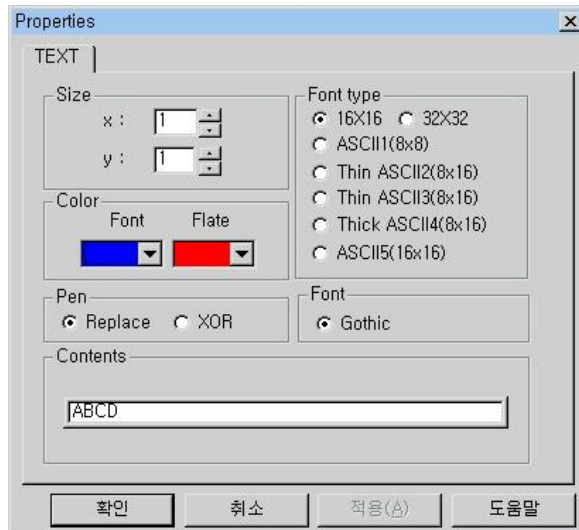 Properties
TEXT
Size
x : 1
y : 1
Font type
16X16 32X32
ASCII1(8x8)
Thin ASCII2(8x16)
Thin ASCII3(8x16)
Thick ASCII4(8x16)
ASCII5(16x16)
Color
Font Flate
Pen
Replace XOR
Font
Gothic
Contents
ABCD
확인 취소 적용(A) 도움말